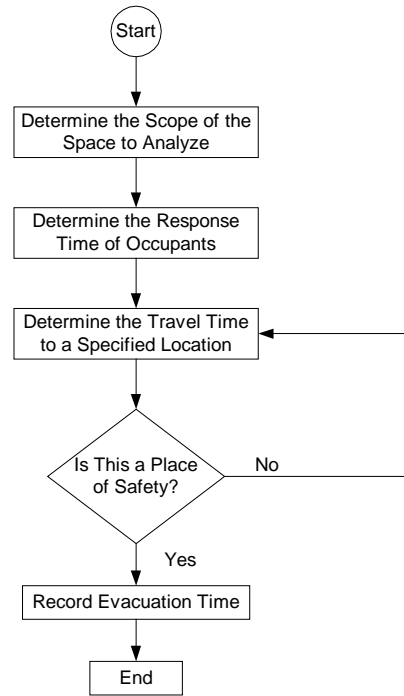 Start
Determine the Scope of the
Space to Analyze
Determine the Response
Time of Occupants
Determine the Travel Time
to a Specified Location
Is This a Place
of Safety?
No
Yes
Record Evacuation Time
End